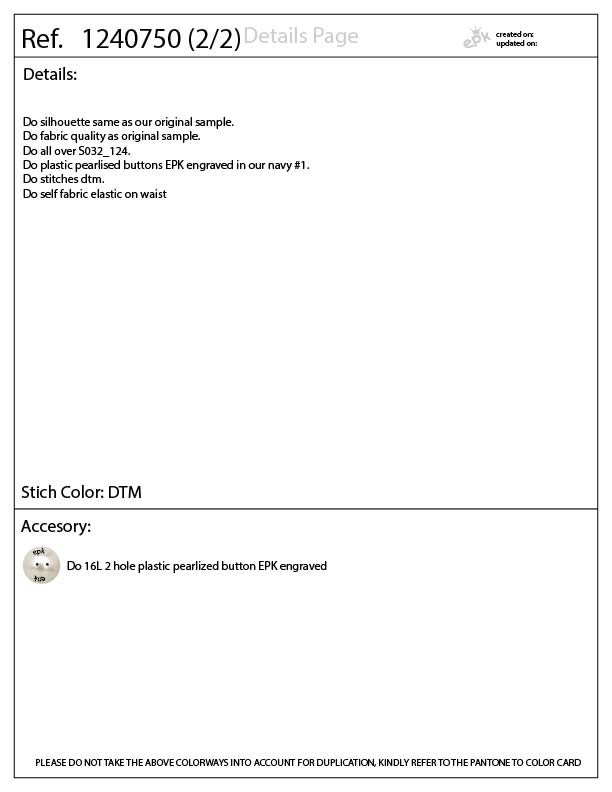 Ref. 1240750 (2/2) Details Page
epk
created on:
updated on:
Details:
Do silhouette same as our original sample.
Do fabric quality as original sample.
Do all over S032_124.
Do plastic pearlised buttons EPK engraved in our navy #1.
Do stitches dtm.
Do self fabric elastic on waist
Stich Color: DTM
Accesory:
epk
epk
Do 16L 2 hole plastic pearlized button EPK engraved
PLEASE DO NOT TAKE THE ABOVE COLORWAYS INTO ACCOUNT FOR DUPLICATION, KINDLY REFER TO THE PANTONE TO COLOR CARD